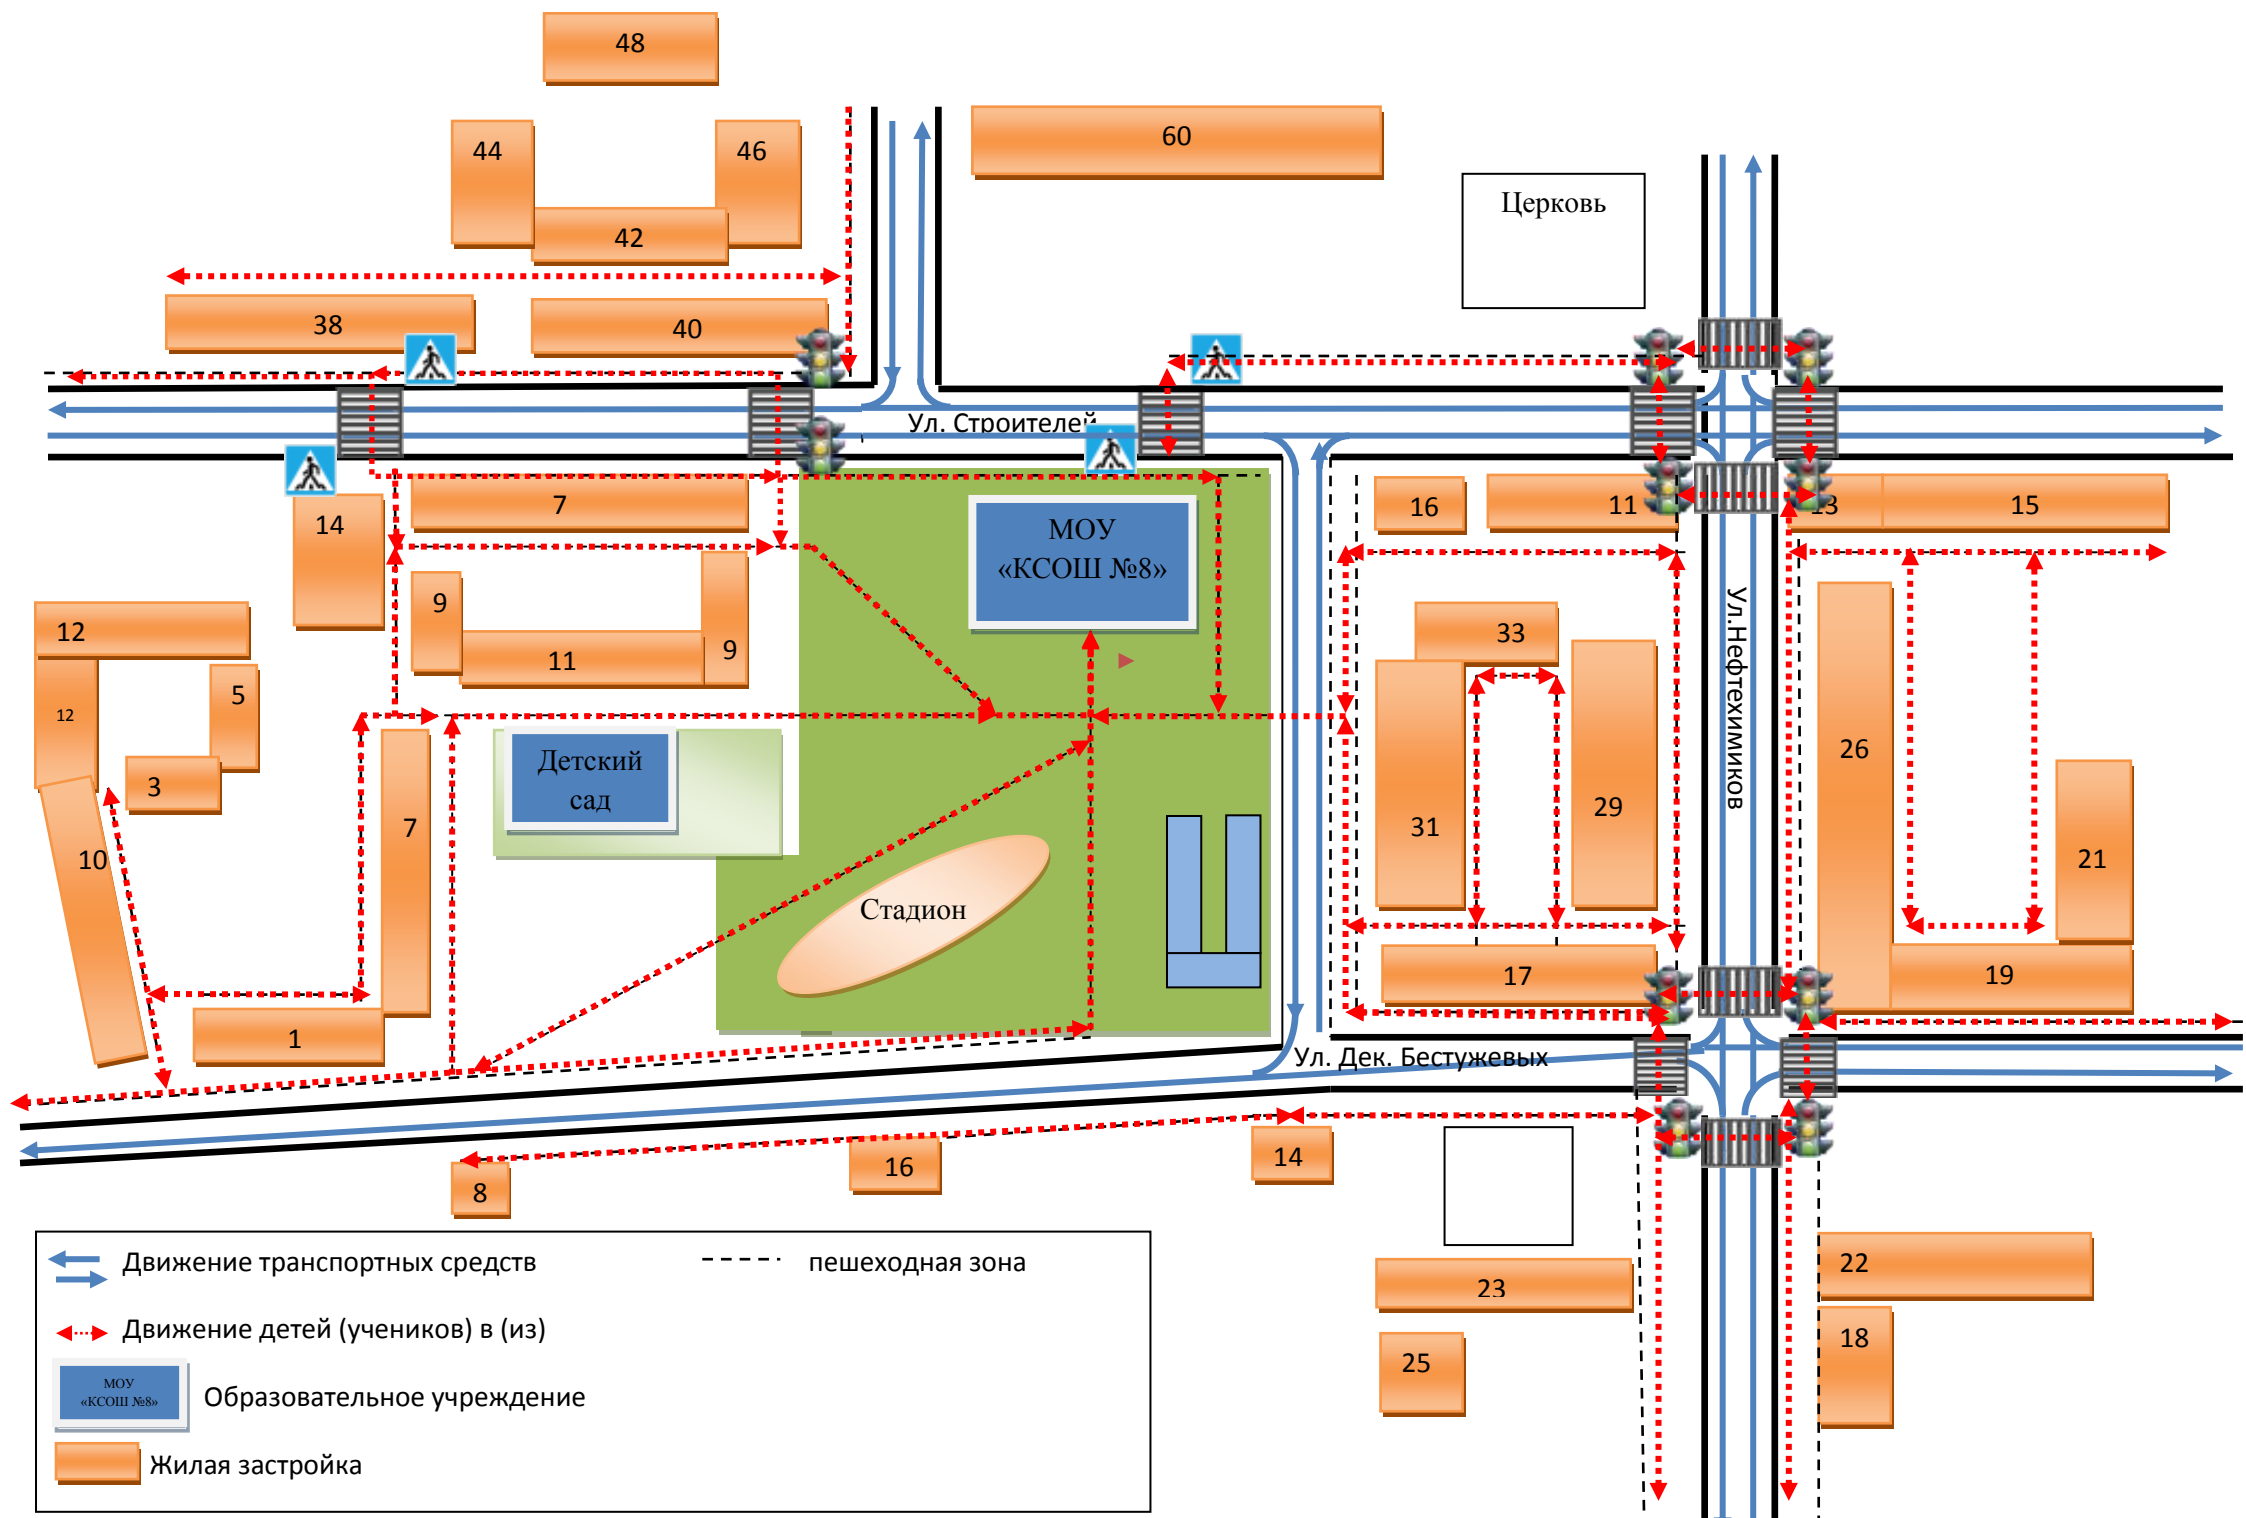 48
44
46
60
42
Церковь
38
40
Ул. Строителей
14
7
МОУ
«КСОШ №8»
16
11
13
15
9
9
11
12
12
5
3
10
7
1
Детский
сад
Стадион
33
31
29
17
Ул.Нефтехимиков
26
21
19
Ул. Дек. Бестужевых
8
16
14
23
25
22
18
Движение транспортных средств
пешеходная зона
Движение детей (учеников) в (из)
МОУ
«КСОШ №8»
Образовательное учреждение
Жилая застройка